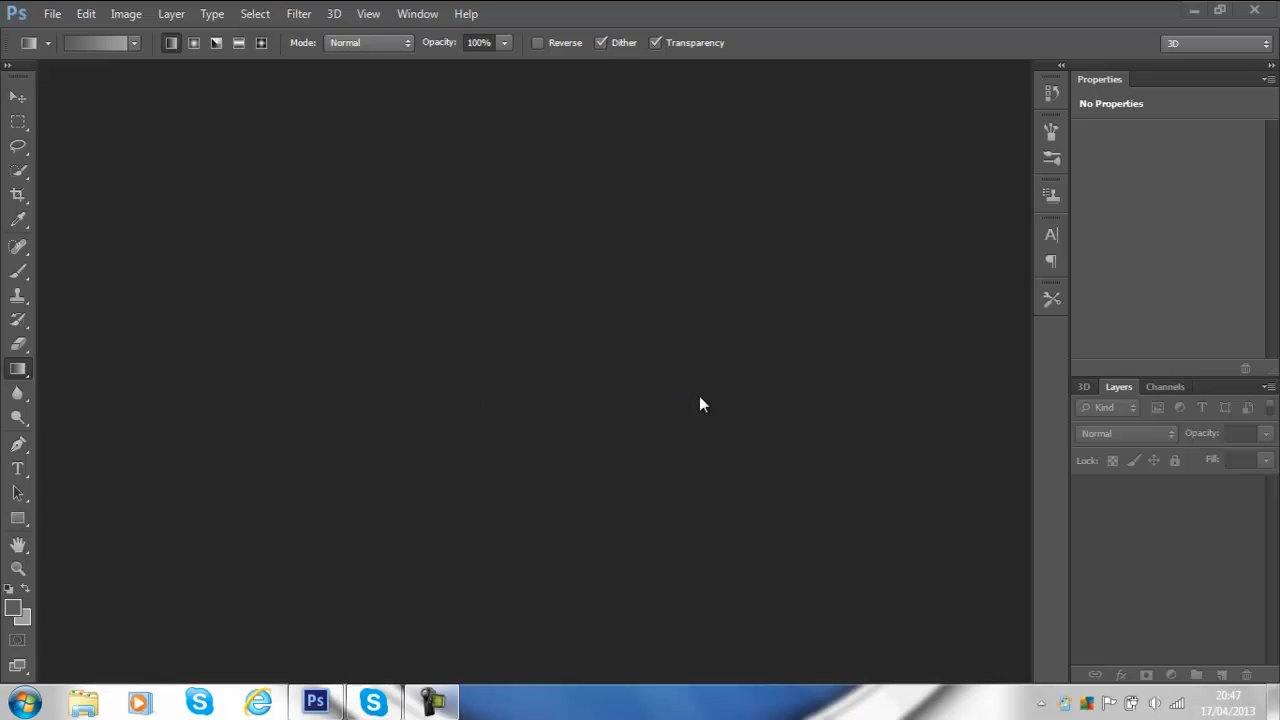 Ps File Edit Image Layer Type Select Filter 3D View Window Help
Mode: Normal Opacity: 100% Reverse Dither Transparency 3D
Properties
No Properties
3D Layers Channels
Kind T
Normal Opacity:
Lock: Fill:
A|
¶
T
Ps
20:47
17/04/2013